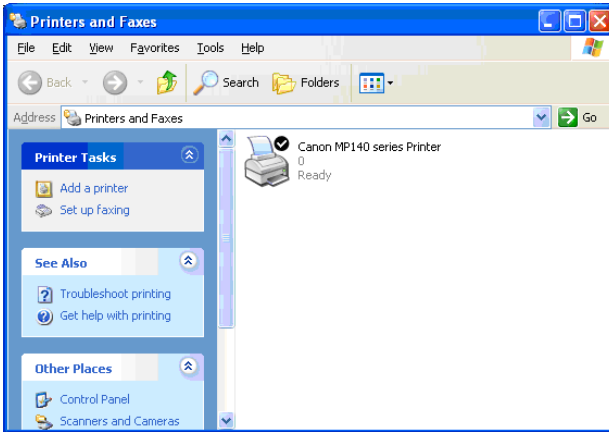 Printers and Faxes
File Edit View Favorites Tools Help
Back Search Folders
Address Printers and Faxes Go
Printer Tasks
Add a printer
Set up faxing
See Also
Troubleshoot printing
Get help with printing
Other Places
Control Panel
Scanners and Cameras
Canon MP140 series Printer
0
Ready